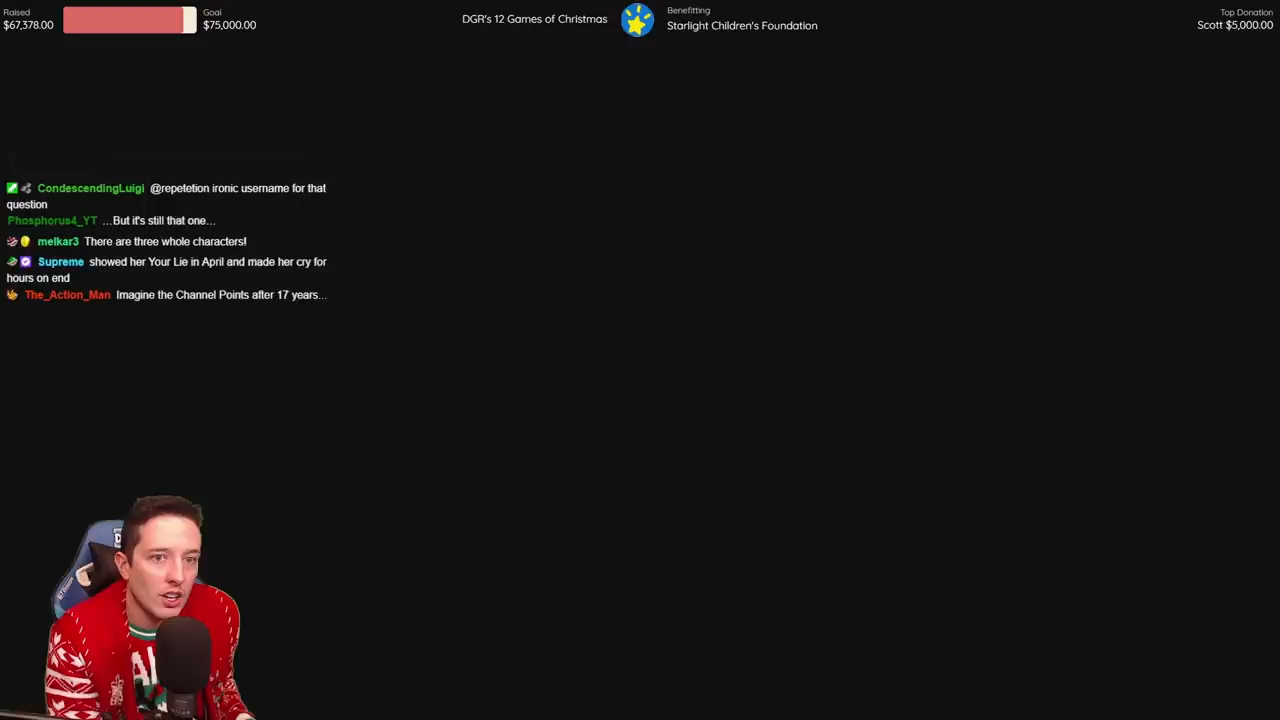 Raised
$67,378.00
Goal
$75,000.00
DGR's 12 Games of Christmas
Benefitting
Starlight Children's Foundation
Top Donation
Scott $5,000.00
CondescendingLuigi @repetetion ironic username for that
question
Phosphorus4_YT ...But it's still that one...
melkar3 There are three whole characters!
Supreme showed her Your Lie in April and made her cry for
hours on end
The_Action_Man Imagine the Channel Points after 17 years...